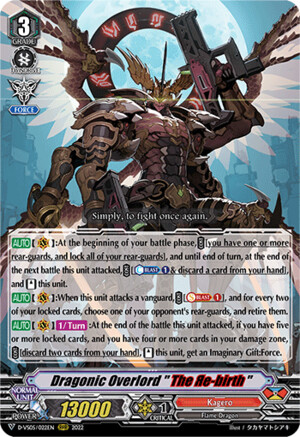 3
GRADE
FORCE
Simply, to fight once again.
AUTO [ ]:At the beginning of your battle phase, [you have one or more
rear-guards, and lock all of your rear-guards], and until end of turn, at the end of
the next battle this unit attacked, [ BLAST 1 & discard a card from your hand], and
[ ] this unit.
AUTO [ ]:When this unit attacks a vanguard, [ BLAST 1], and for every two
of your locked cards, choose one of your opponent's rear-guards, and retire them.
AUTO [ ] 1/Turn :At the end of the battle this unit attacked, if you have five
or more locked cards, and you have four or more cards in your damage zone,
[discard two cards from your hand], this unit, get an Imaginary Gift:Force.
Dragonic Overlord "The Re-birth"
NORMAL UNIT
Kagero
POWER 13000
1 CRITICAL
Flame Dragon
D-VS05/022EN
2022